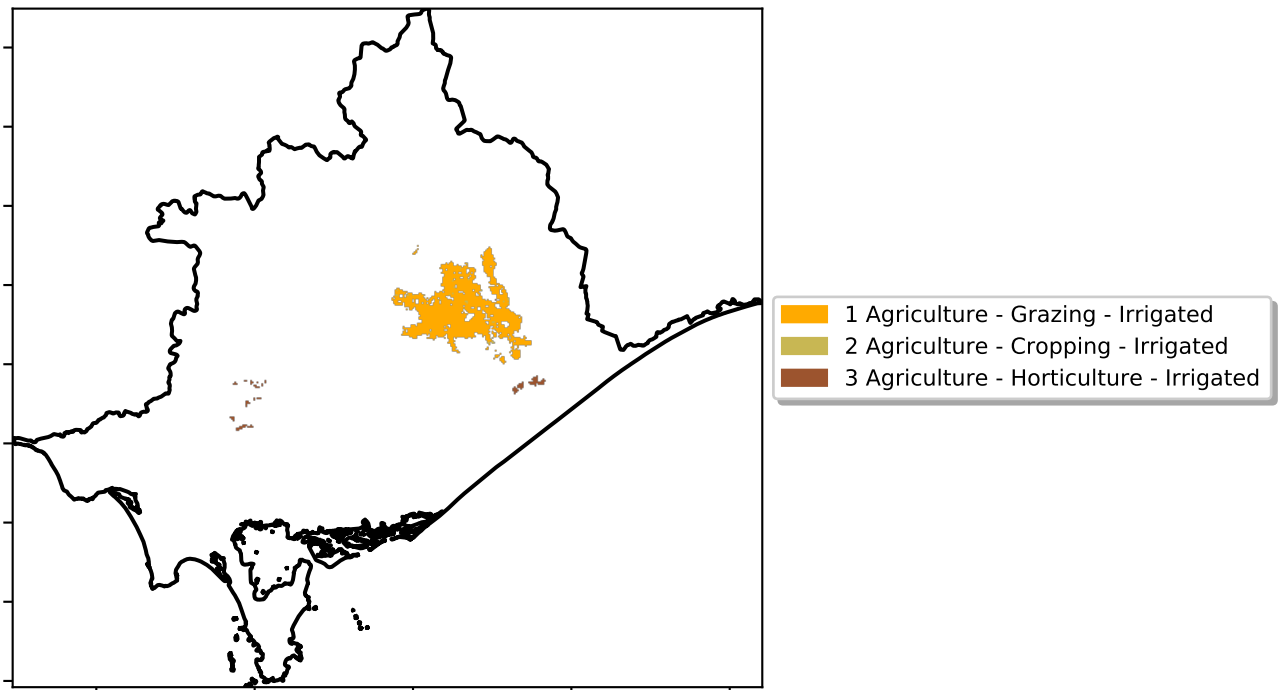 1 Agriculture - Grazing - Irrigated
2 Agriculture - Cropping - Irrigated
3 Agriculture - Horticulture - Irrigated